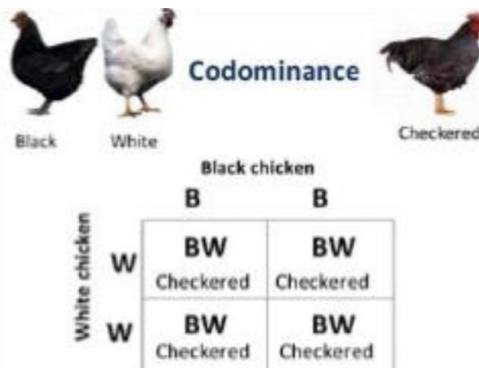 Codominance
Black
White
Checkered
Black chicken
B B
White chicken
W
BW BW
Checkered Checkered
W
BW BW
Checkered Checkered